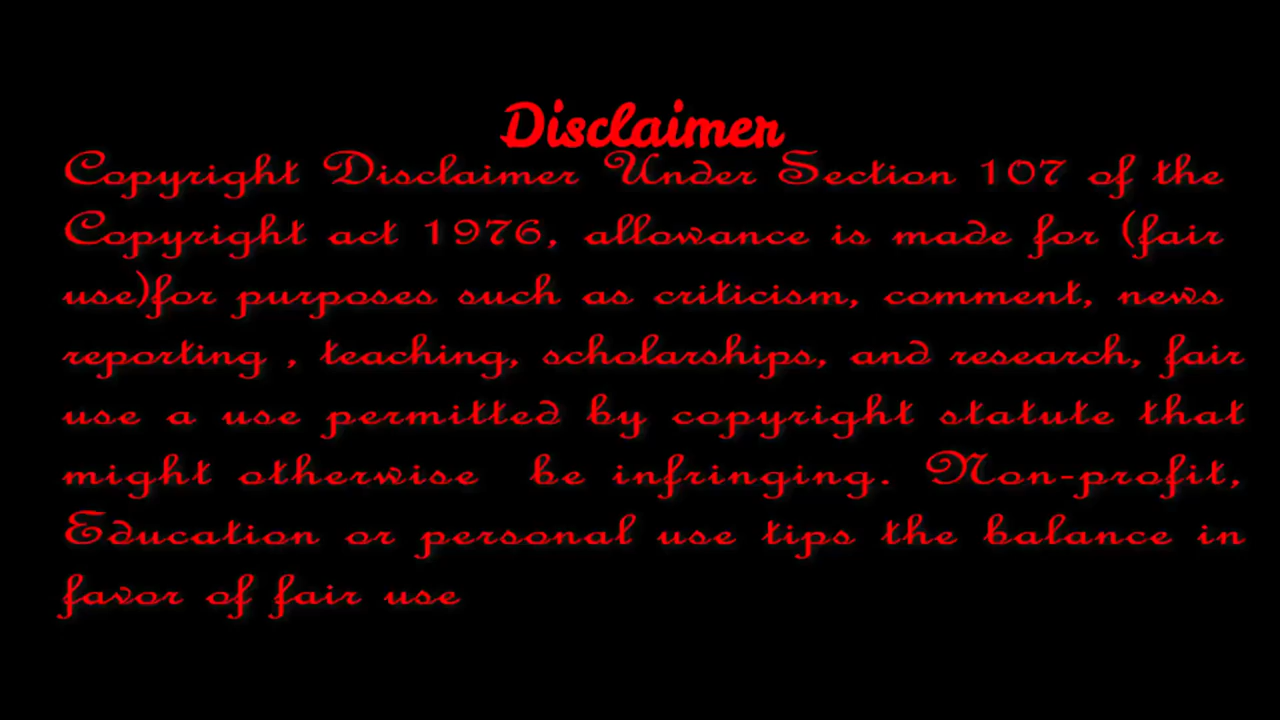 Disclaimer
Copyright Disclaimer Under Section 107 of the
Copyright act 1976, allowance is made for (fair
use)for purposes such as criticism, comment, news
reporting , teaching, scholarships, and research, fair
use a use permitted by copyright statute that
might otherwise  be infringing. Non-profit,
Education or personal use tips the balance in
favor of fair use